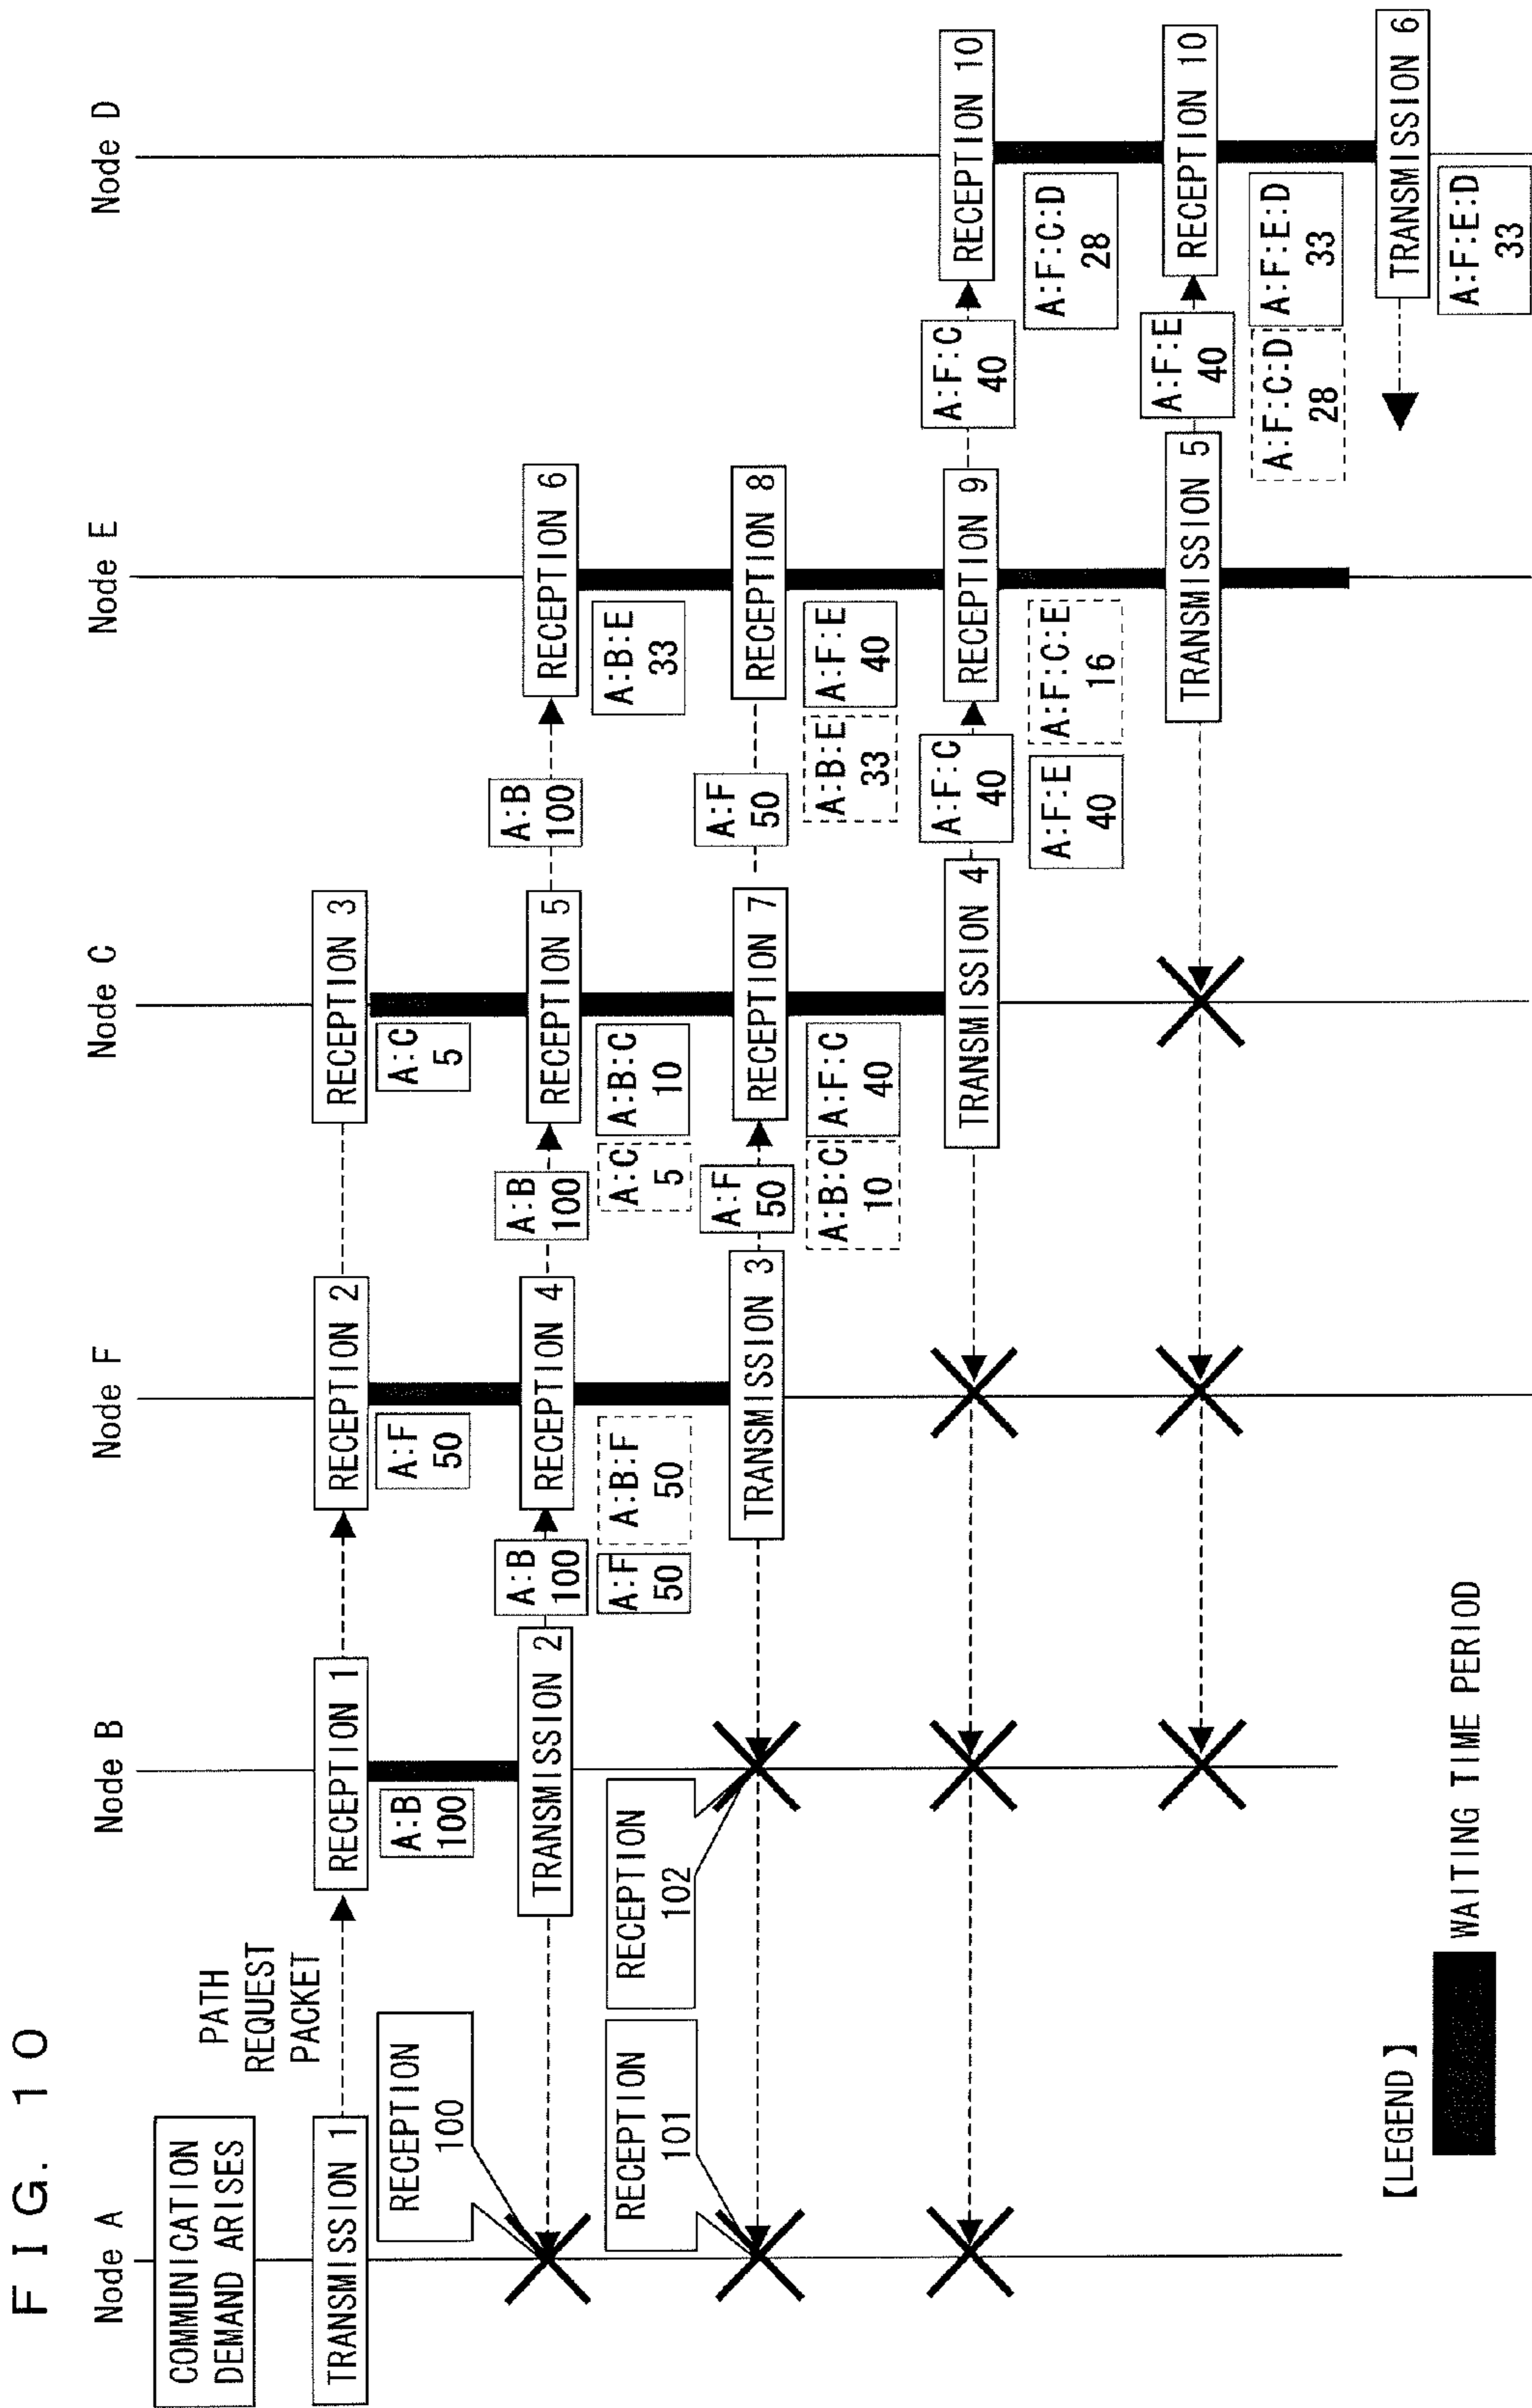 FIG. 10
Node A
Node B
Node F
Node C
Node E
Node D
COMMUNICATION
DEMAND ARISES
PATH
REQUEST
PACKET
TRANSMISSION 1
RECEPTION 1
RECEPTION 2
RECEPTION 3
A:B
100
A:F
50
A:C
5
RECEPTION
100
TRANSMISSION 2
A:B
100
RECEPTION 4
A:B
100
RECEPTION 5
A:B
100
RECEPTION 6
A:F
50
A:B:F
50
A:C
5
A:B:C
10
A:B:E
33
RECEPTION
101
RECEPTION
102
TRANSMISSION 3
A:F
50
RECEPTION 7
A:F
50
RECEPTION 8
A:B:C
10
A:F:C
40
A:B:E
33
A:F:E
40
TRANSMISSION 4
A:F:C
40
RECEPTION 9
A:F:C
40
RECEPTION 10
A:F:E
40
A:F:C:E
16
A:F:C:D
28
TRANSMISSION 5
A:F:E
40
RECEPTION 10
A:F:C:D
28
A:F:E:D
33
TRANSMISSION 6
A:F:E:D
33
[LEGEND]
WAITING TIME PERIOD